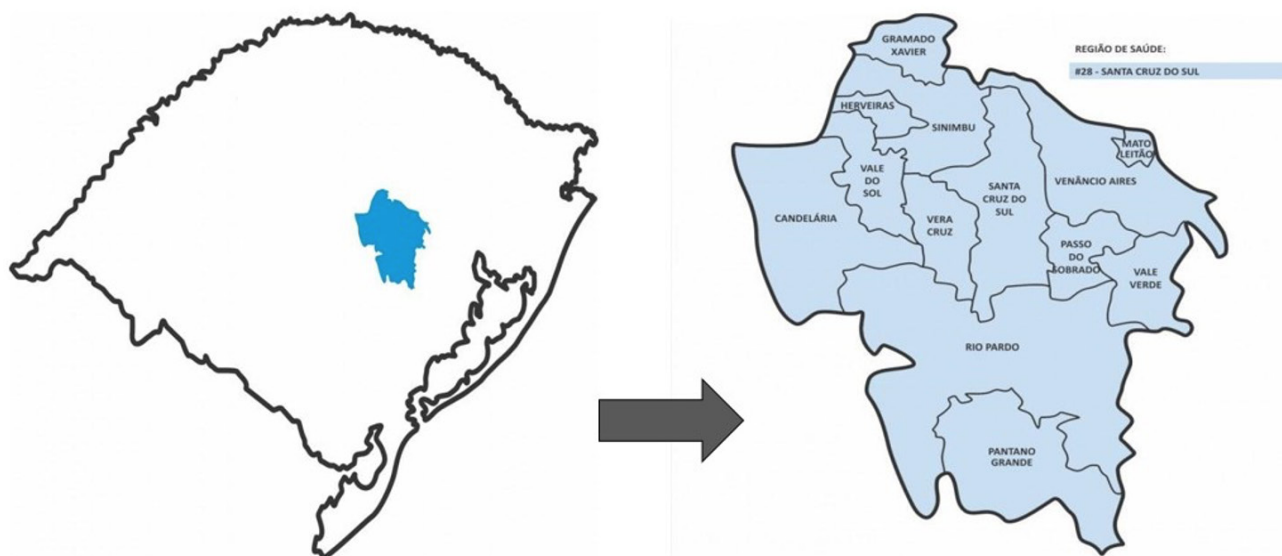 GRAMADO
XAVIER
REGIÃO DE SAÚDE:
#28 - SANTA CRUZ DO SUL
HERVEIRAS
SINIMBU
MATO
LEITÃO
VALE
DO
SOL
SANTA
CRUZ DO
SUL
VENÂNCIO AIRES
CANDELÁRIA
VERA
CRUZ
PASSO
DO
SOBRADO
VALE
VERDE
RIO PARDO
PANTANO
GRANDE